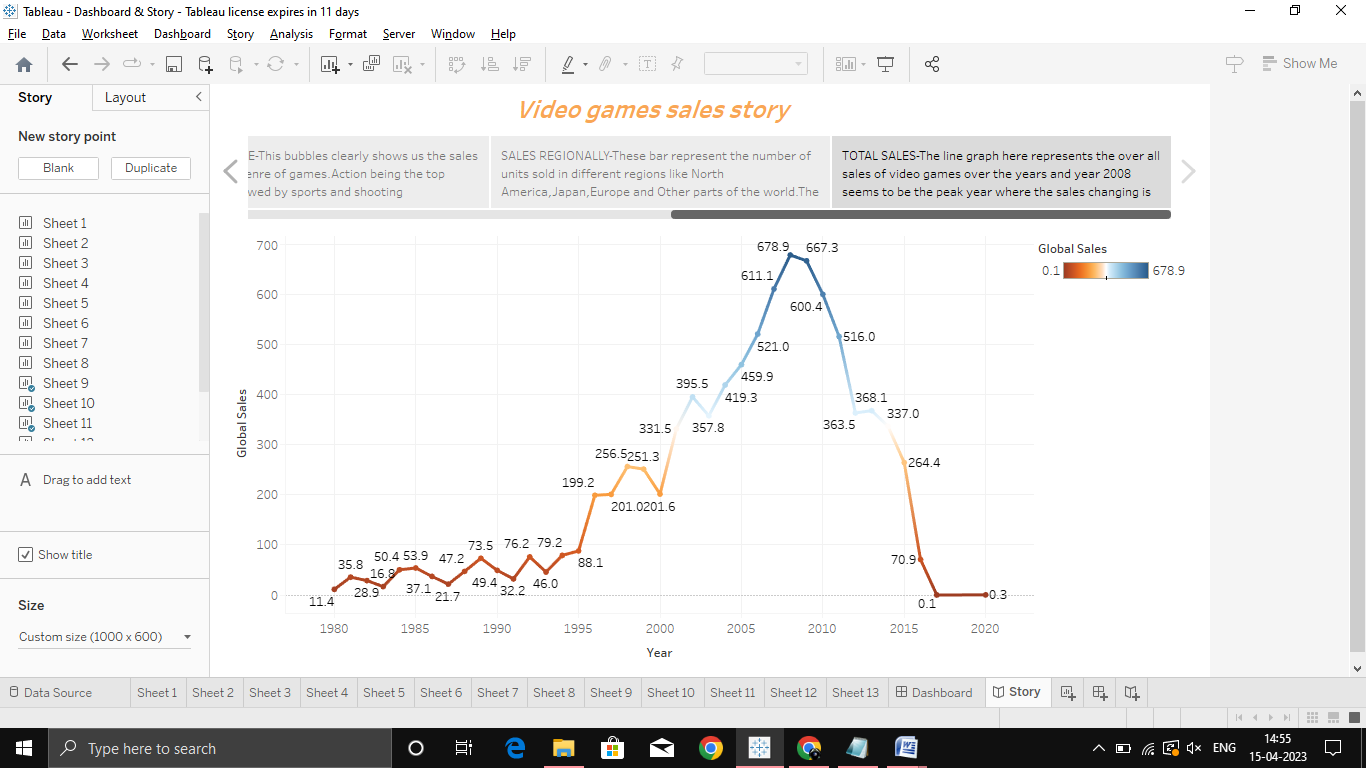 Tableau - Dashboard & Story - Tableau license expires in 11 days
File Data Worksheet Dashboard Story Analysis Format Server Window Help
Show Me
Story Layout
New story point
Blank Duplicate
Sheet 1
Sheet 2
Sheet 3
Sheet 4
Sheet 5
Sheet 6
Sheet 7
Sheet 8
Sheet 9
Sheet 10
Sheet 11
A Drag to add text
Show title
Size
Custom size (1000 x 600)
Video games sales story
E-This bubbles clearly shows us the sales
enre of games.Action being the top
wed by sports and shooting
SALES REGIONALLY-These bar represent the number of
units sold in different regions like North
America,Japan,Europe and Other parts of the world.The
TOTAL SALES-The line graph here represents the over all
sales of video games over the years and year 2008
seems to be the peak year where the sales changing is
Global Sales
0.1 678.9
Global Sales
700
600
500
400
300
200
100
0
11.4
35.8
28.9
16.8
50.4
53.9
37.1
21.7
47.2
73.5
49.4
32.2
76.2
46.0
79.2
88.1
199.2
201.0
256.5
251.3
201.6
331.5
395.5
357.8
419.3
459.9
521.0
611.1
678.9
667.3
600.4
516.0
363.5
368.1
337.0
264.4
70.9
0.1
0.3
1980 1985 1990 1995 2000 2005 2010 2015 2020
Year
Data Source Sheet 1 Sheet 2 Sheet 3 Sheet 4 Sheet 5 Sheet 6 Sheet 7 Sheet 8 Sheet 9 Sheet 10 Sheet 11 Sheet 12 Sheet 13 Dashboard Story
Type here to search
ENG
14:55
15-04-2023